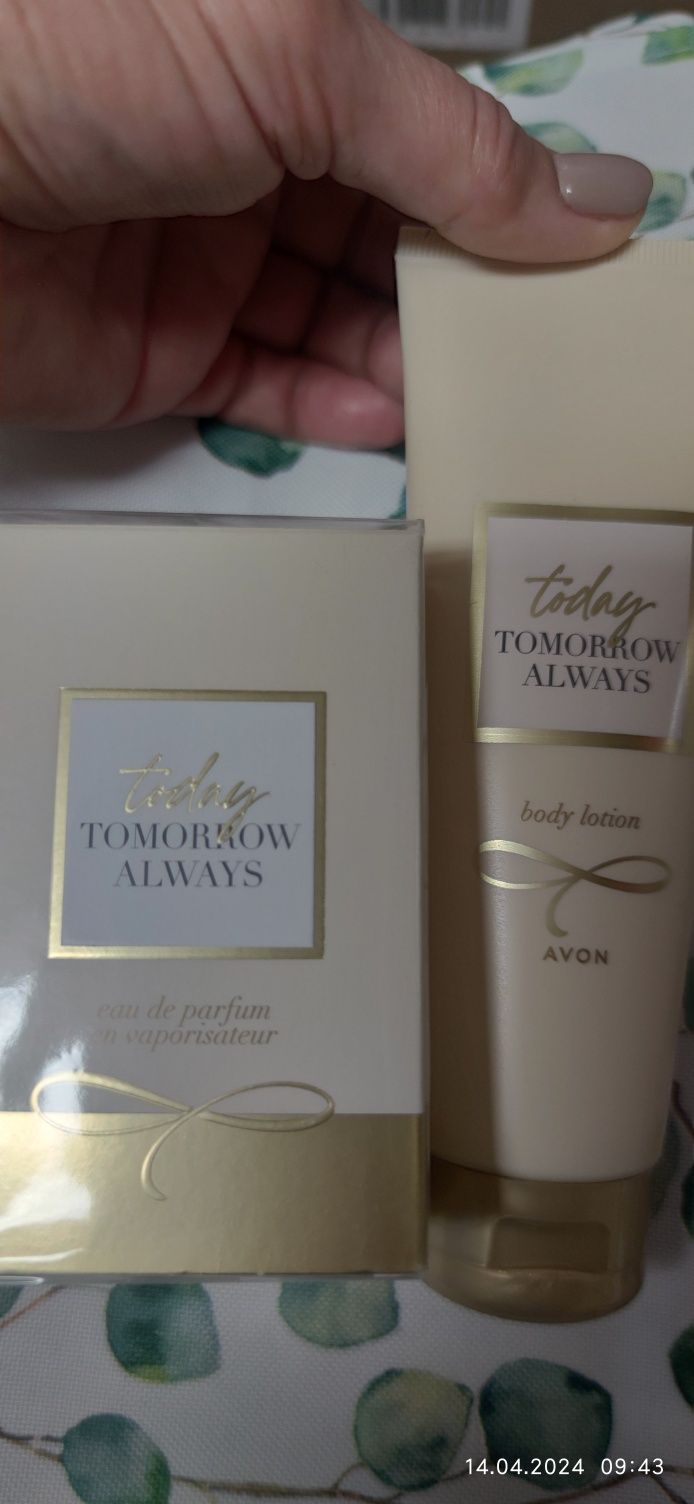 today
TOMORROW
ALWAYS
eau de parfum
en vaporisateur
today
TOMORROW
ALWAYS
body lotion
AVON
14.04.2024 09:43